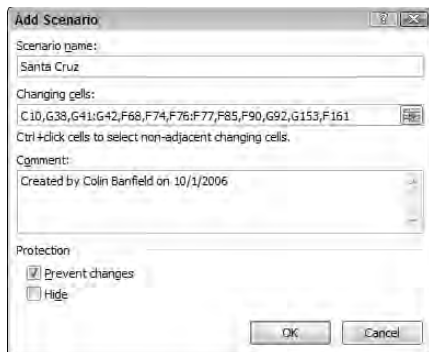 Add Scenario
Scenario name:
Santa Cruz
Changing cells:
C10,G38,G41:G42,F68,F74,F76:F77,F85,F90,G92,G153,F161
Ctrl+click cells to select non-adjacent changing cells.
Comment:
Created by Colin Banfield on 10/1/2006
Protection
Prevent changes
Hide
OK Cancel